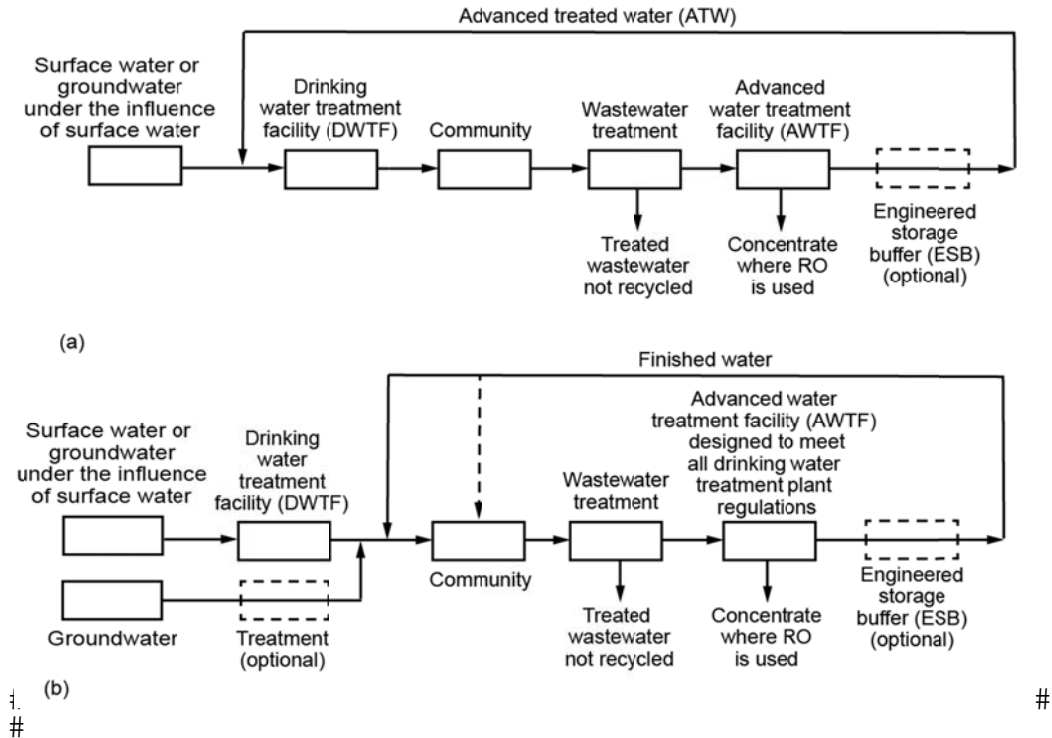 Advanced treated water (ATW)
Surface water or
groundwater
under the influence
of surface water
Drinking
water treatment
facility (DWTF)
Community
Wastewater
treatment
Advanced
water treatment
facility (AWTF)
Treated
wastewater
not recycled
Concentrate
where RO
is used
Engineered
storage
buffer (ESB)
(optional)
(a)
Finished water
Surface water or
groundwater
under the influence
of surface water
Drinking
water
treatment
facility (DWTF)
Community
Wastewater
treatment
Advanced water
treatment facility (AWTF)
designed to meet
all drinking water
treatment plant
regulations
Groundwater
Treatment
(optional)
Treated
wastewater
not recycled
Concentrate
where RO
is used
Engineered
storage
buffer (ESB)
(optional)
(b)
#
#